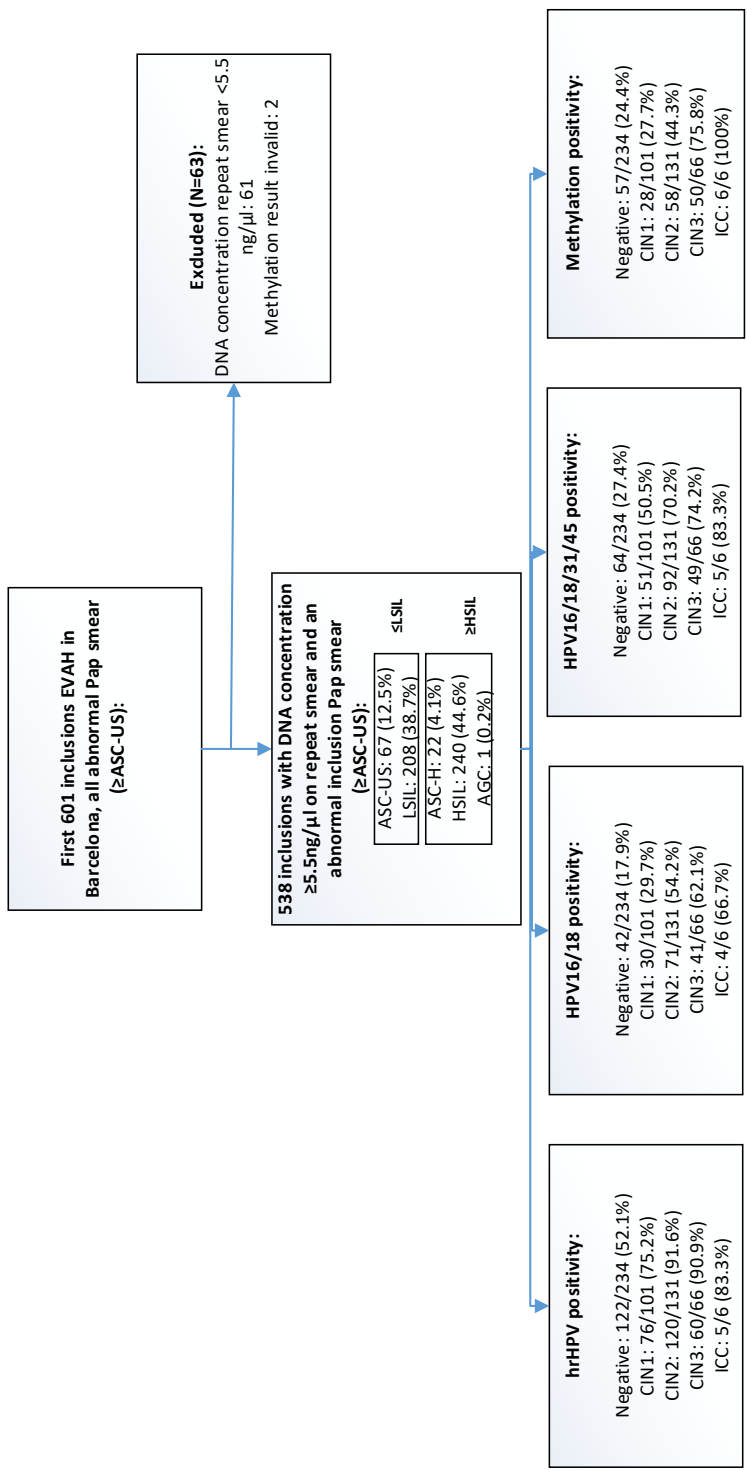 First 601 inclusions EVAH in
Barcelona, all abnormal Pap smear
(≥ASC-US):
Exduded (N=63):
DNA concentration repeat smear <5.5
ng/µl: 61
Methylation result invalid: 2
538 inclusions with DNA concentration
≥5.5ng/µl on repeat smear and an
abnormal inclusion Pap smear
(≥ASC-US):
ASC-US: 67 (12.5%)
LSIL: 208 (38.7%)
≤LSIL
ASC-H: 22 (4.1%)
HSIL: 240 (44.6%)
AGC: 1 (0.2%)
≥HSIL
hrHPV positivity:
Negative: 122/234 (52.1%)
CIN1: 76/101 (75.2%)
CIN2: 120/131 (91.6%)
CIN3: 60/66 (90.9%)
ICC: 5/6 (83.3%)
HPV16/18 positivity:
Negative: 42/234 (17.9%)
CIN1: 30/101 (29.7%)
CIN2: 71/131 (54.2%)
CIN3: 41/66 (62.1%)
ICC: 4/6 (66.7%)
HPV16/18/31/45 positivity:
Negative: 64/234 (27.4%)
CIN1: 51/101 (50.5%)
CIN2: 92/131 (70.2%)
CIN3: 49/66 (74.2%)
ICC: 5/6 (83.3%)
Methylation positivity:
Negative: 57/234 (24.4%)
CIN1: 28/101 (27.7%)
CIN2: 58/131 (44.3%)
CIN3: 50/66 (75.8%)
ICC: 6/6 (100%)